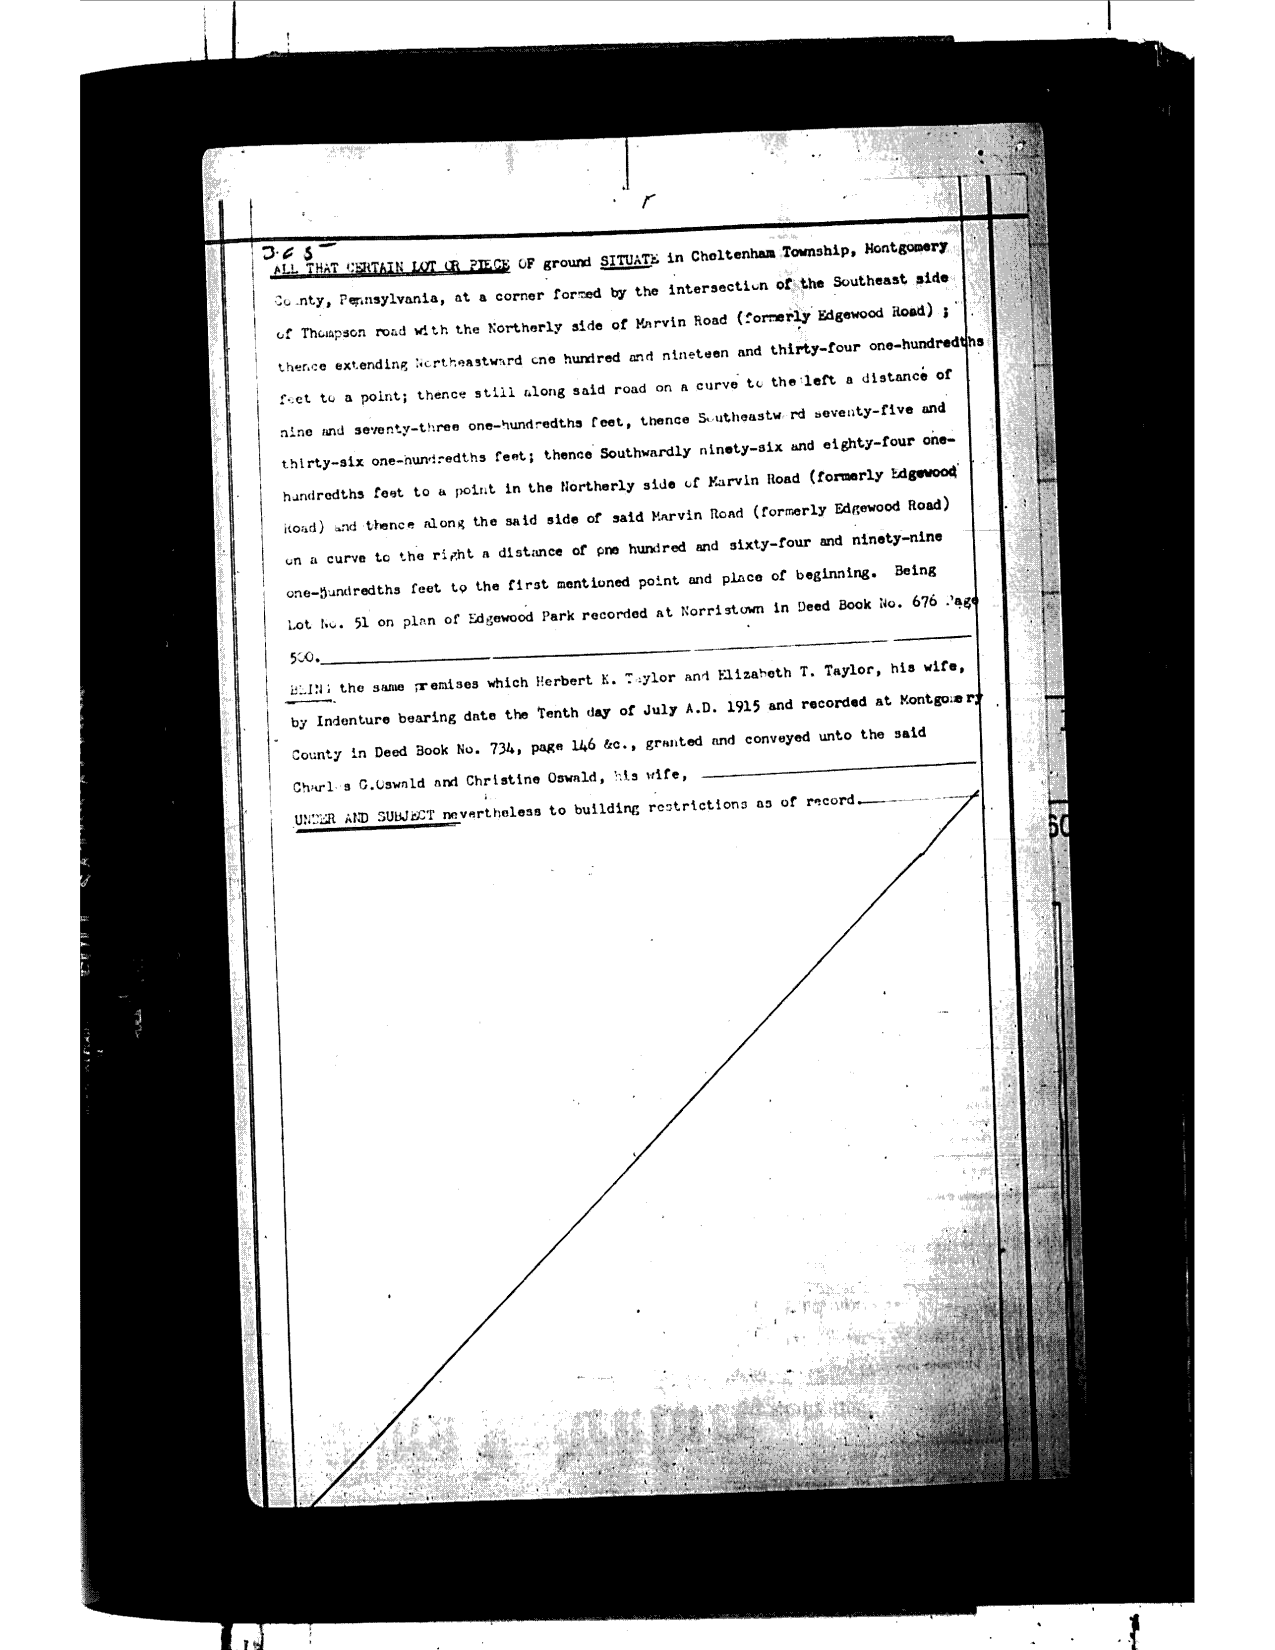 365
ALL THAT CERTAIN LOT OR PIECE OF ground SITUATE in Cheltenham Township, Montgomery
County, Pennsylvania, at a corner formed by the intersection of the Southeast side
of Thompson road with the Northerly side of Marvin Road (formerly Edgewood Road) ;
thence extending Northeastward one hundred and nineteen and thirty-four one-hundredths
feet to a point; thence still along said road on a curve to the left a distance of
nine and seventy-three one-hundredths feet, thence Southeastward seventy-five and
thirty-six one-hundredths feet; thence Southwardly ninety-six and eighty-four one-
hundredths feet to a point in the Northerly side of Marvin Road (formerly Edgewood
Road) and thence along the said side of said Marvin Road (formerly Edgewood Road)
on a curve to the right a distance of one hundred and sixty-four and ninety-nine
one-hundredths feet to the first mentioned point and place of beginning. Being
Lot No. 51 on plan of Edgewood Park recorded at Norristown in Deed Book No. 676 Page
500.
BEING the same premises which Herbert K. Taylor and Elizabeth T. Taylor, his wife,
by Indenture bearing date the Tenth day of July A.D. 1915 and recorded at Montgomery
County in Deed Book No. 734, page 146 &c., granted and conveyed unto the said
Charles G.Oswald and Christine Oswald, his wife,
UNDER AND SUBJECT nevertheless to building restrictions as of record.
60